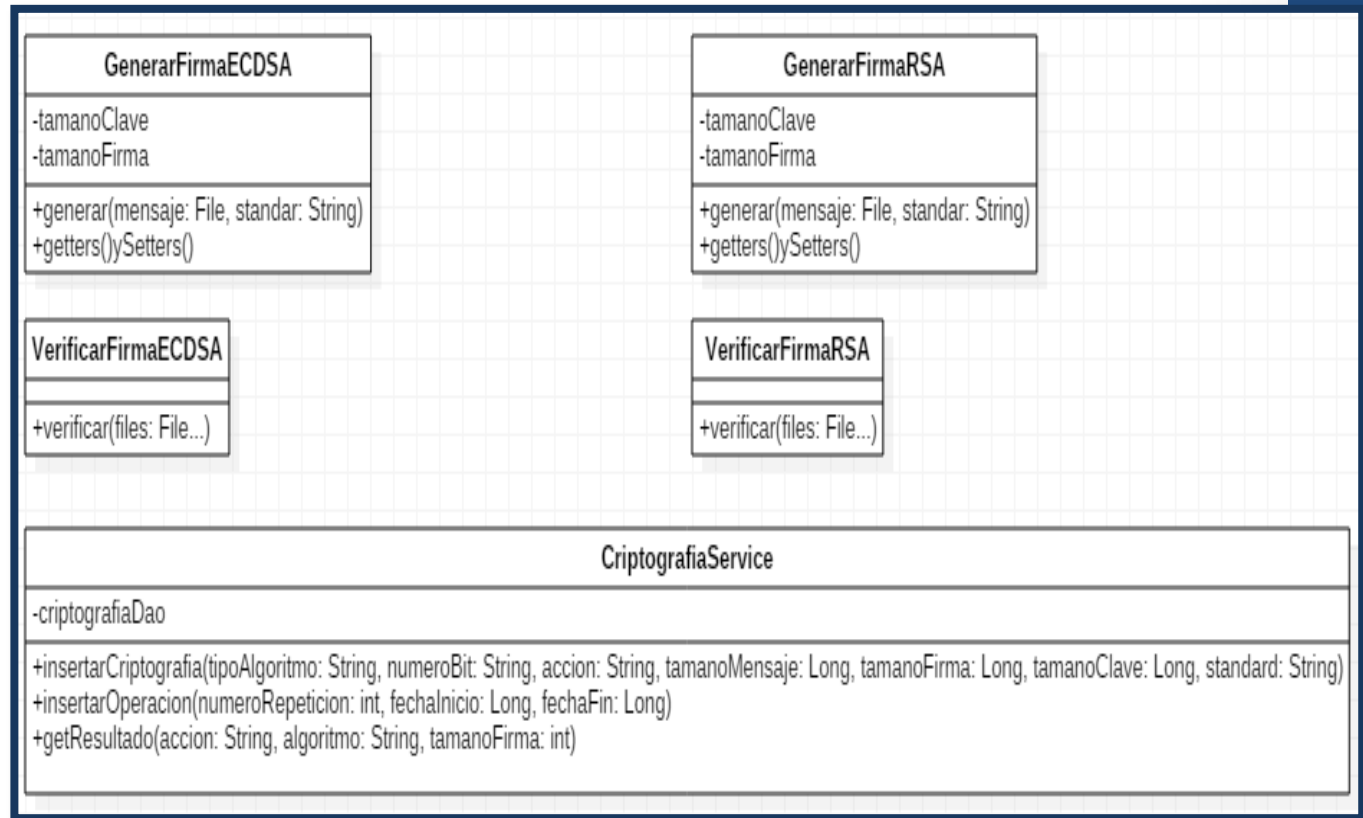 GenerarFirmaECDSA
-tamanoClave
-tamanoFirma
+generar(mensaje: File, standar: String)
+getters()ySetters()
GenerarFirmaRSA
-tamanoClave
-tamanoFirma
+generar(mensaje: File, standar: String)
+getters()ySetters()
VerificarFirmaECDSA
+verificar(files: File...)
VerificarFirmaRSA
+verificar(files: File...)
CriptografiaService
-criptografiaDao
+insertarCriptografia(tipoAlgoritmo: String, numeroBit: String, accion: String, tamanoMensaje: Long, tamanoFirma: Long, tamanoClave: Long, standard: String)
+insertarOperacion(numeroRepeticion: int, fechaInicio: Long, fechaFin: Long)
+getResultado(accion: String, algoritmo: String, tamanoFirma: int)